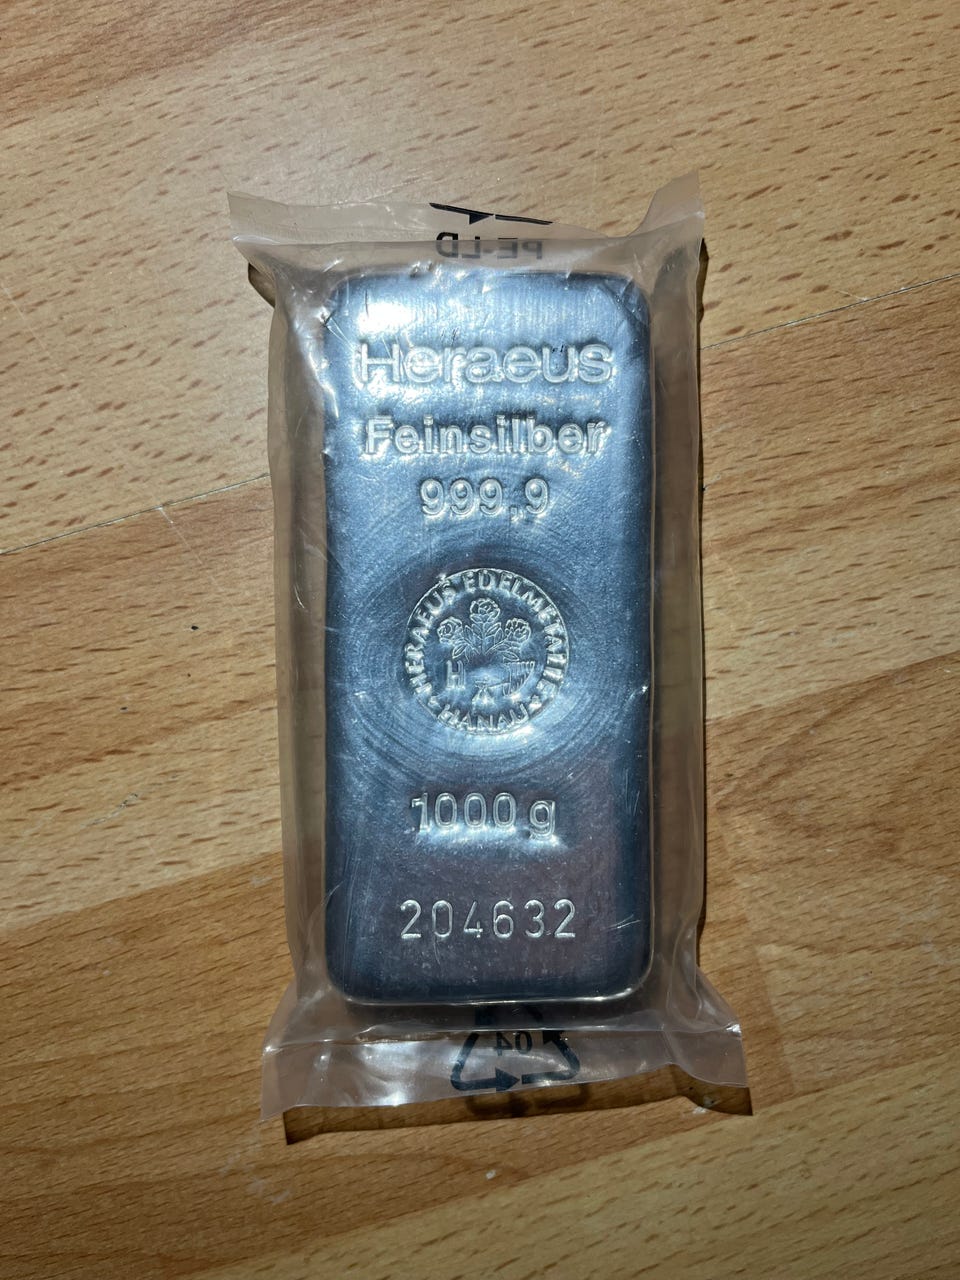 PE-LD
Heraeus
Feinsilber
999,9
HERAEUS EDELMETALLE
H
HANAU
1000 g
204632
04